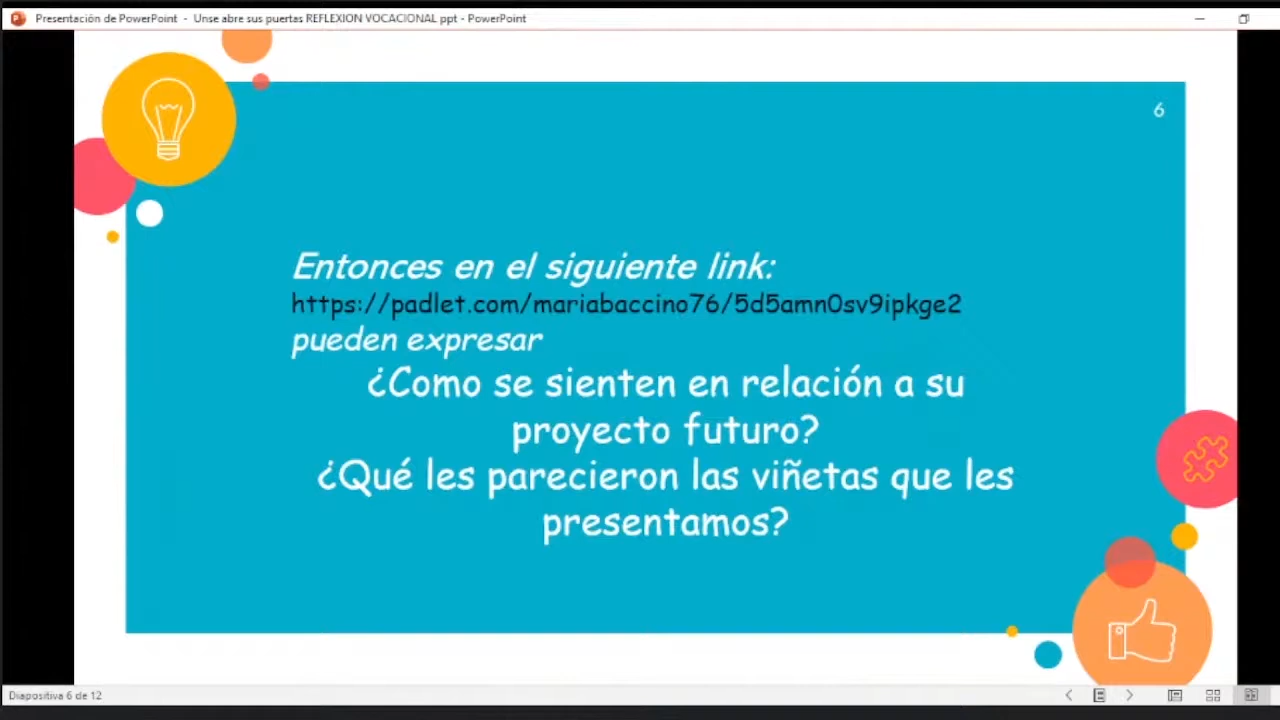 Presentación de PowerPoint - Unse abre sus puertas REFLEXION VOCACIONAL ppt - PowerPoint
6
Entonces en el siguiente link:
https://padlet.com/mariabaccino76/5d5amn0sv9ipkge2
pueden expresar
¿Como se sienten en relación a su
proyecto futuro?
¿Qué les parecieron las viñetas que les
presentamos?
Diapositiva 6 de 12